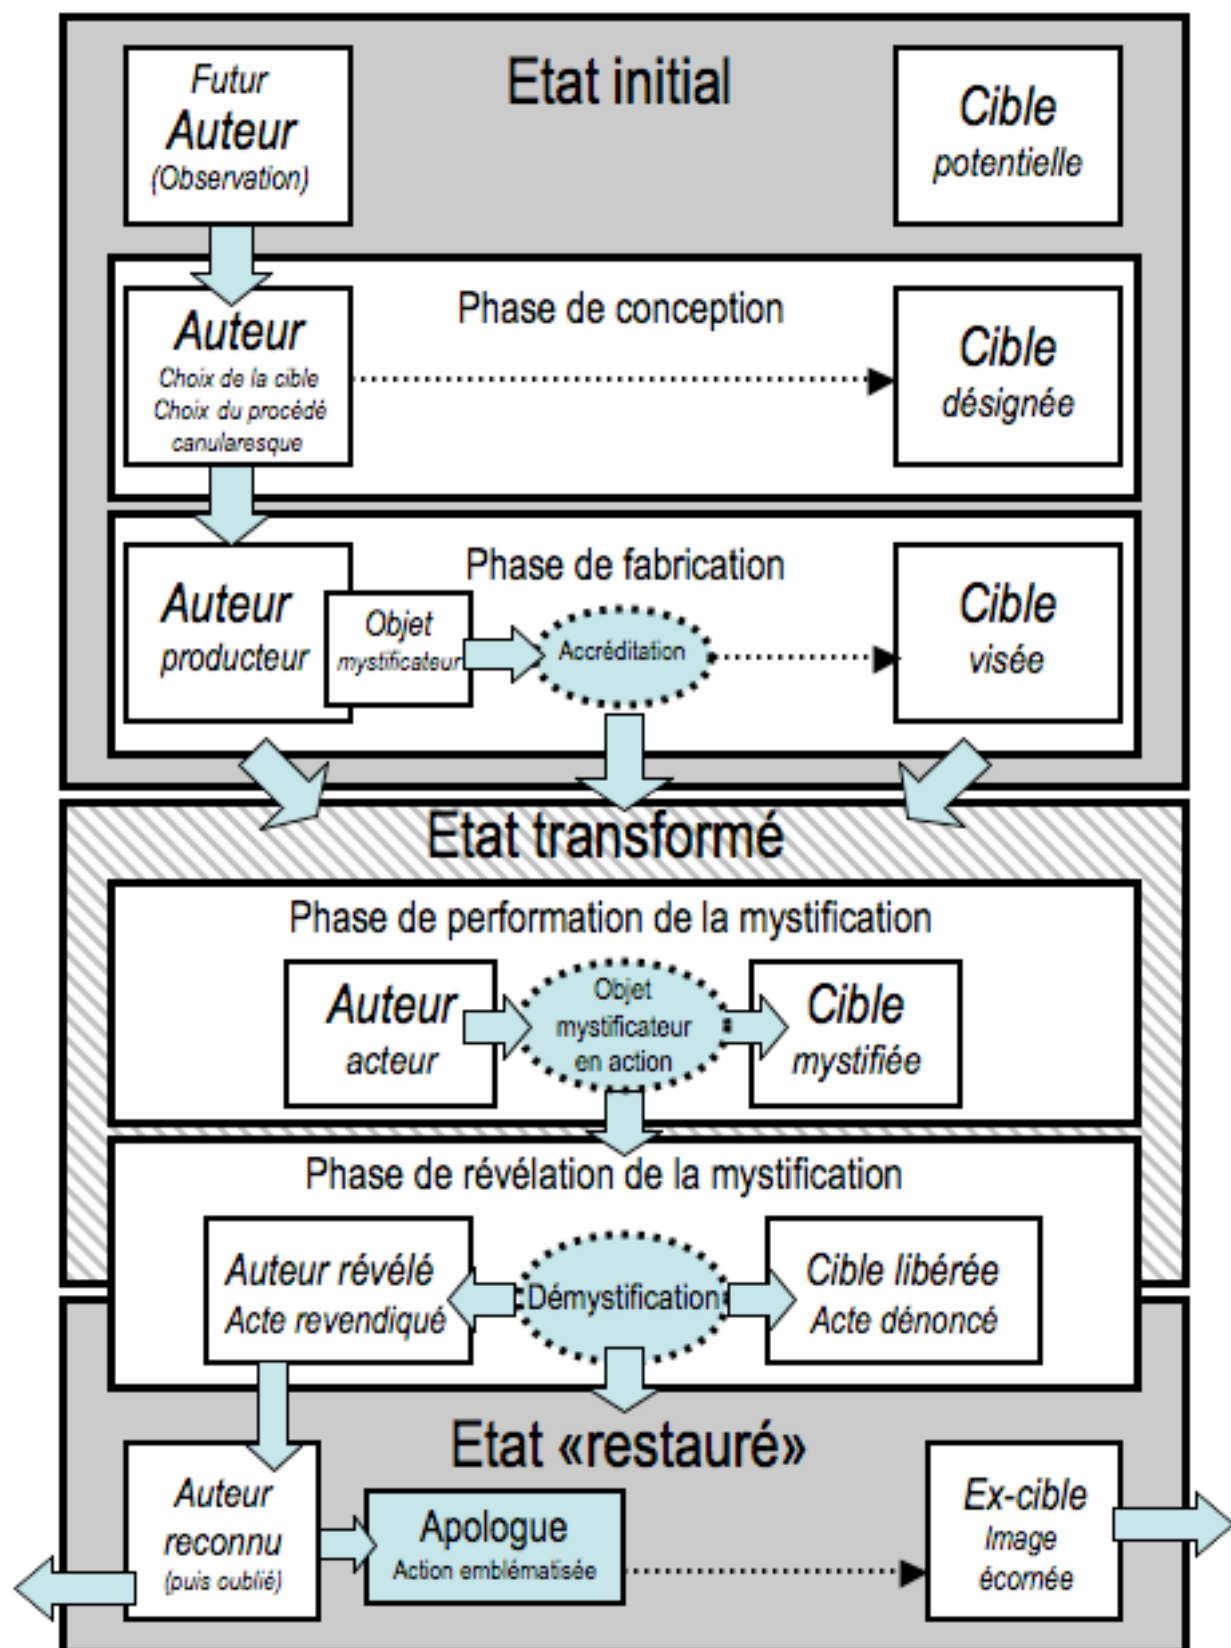 Etat initial
Futur
Auteur
(Observation)
Cible
potentielle
Phase de conception
Auteur
Choix de la cible
Choix du procédé
canularesque
Cible
désignée
Phase de fabrication
Auteur
producteur
Objet
mystificateur
Accréditation
Cible
visée
Etat transformé
Phase de performation de la mystification
Auteur
acteur
Objet
mystificateur
en action
Cible
mystifiée
Phase de révélation de la mystification
Auteur révélé
Acte revendiqué
Démystification
Cible libérée
Acte dénoncé
Etat «restauré»
Auteur
reconnu
(puis oublié)
Apologue
Action emblématisée
Ex-cible
Image
écornée